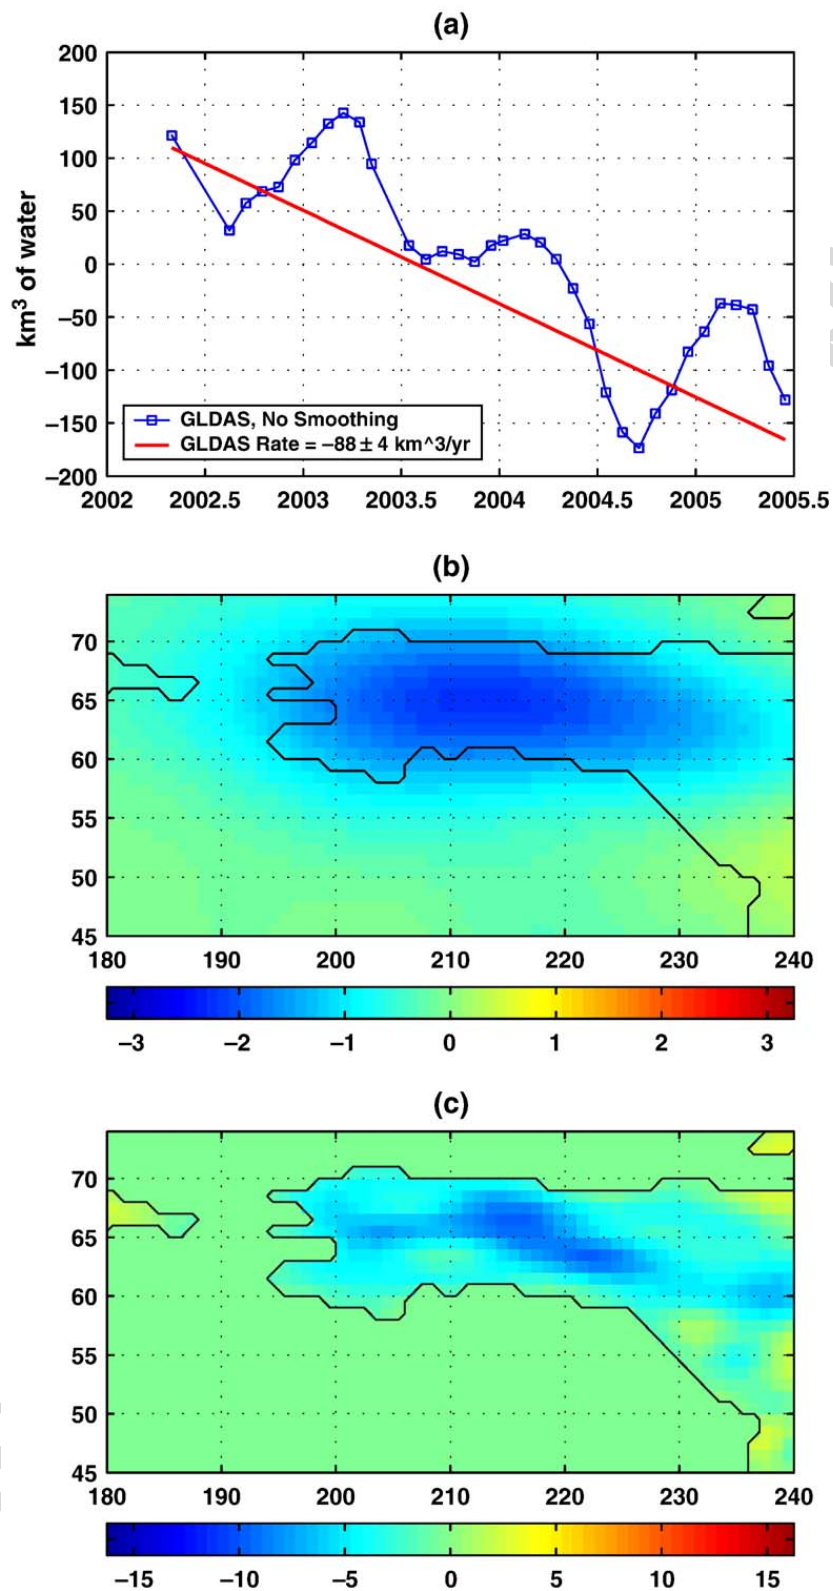 (a)
200
150
100
50
0
−50
−100
−150
−200
km³ of water
GLDAS, No Smoothing
GLDAS Rate = −88 ± 4 km^3/yr
2002 2002.5 2003 2003.5 2004 2004.5 2005 2005.5
(b)
70
65
60
55
50
45
180 190 200 210 220 230 240
−3 −2 −1 0 1 2 3
(c)
70
65
60
55
50
45
180 190 200 210 220 230 240
−15 −10 −5 0 5 10 15